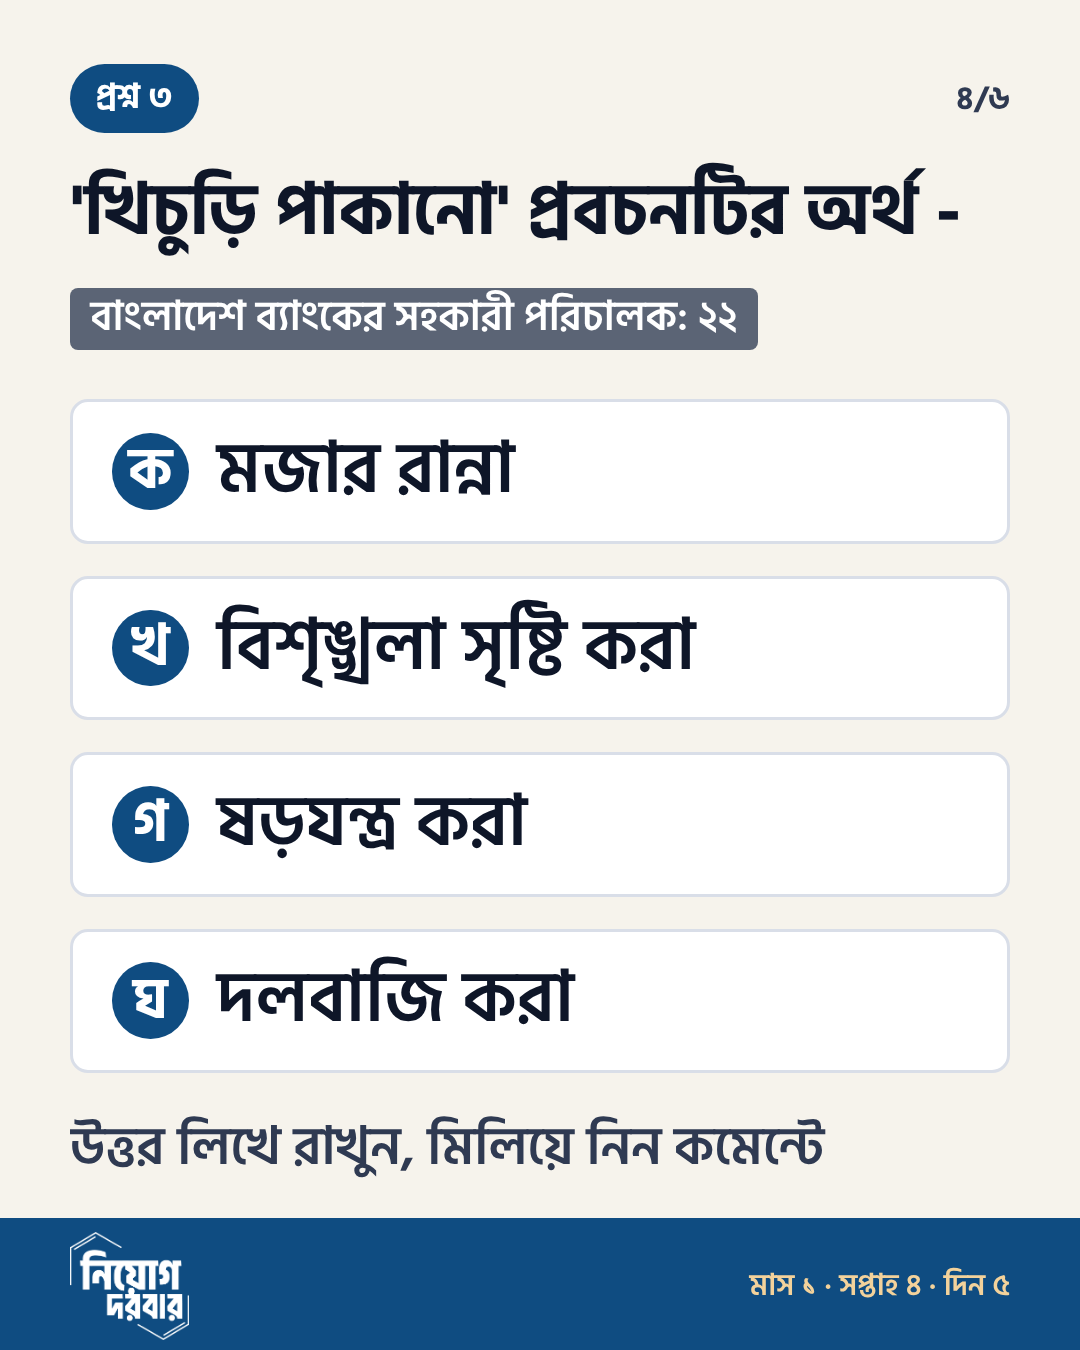 প্রশ্ন ৩
৪/৬
'খিচুড়ি পাকানো' প্রবচনটির অর্থ -
বাংলাদেশ ব্যাংকের সহকারী পরিচালক: ২২
ক মজার রান্না
খ বিশৃঙ্খলা সৃষ্টি করা
গ ষড়যন্ত্র করা
ঘ দলবাজি করা
উত্তর লিখে রাখুন, মিলিয়ে নিন কমেন্টে
নিয়োগ
দরবার
মাস ১ · সপ্তাহ ৪ · দিন ৫